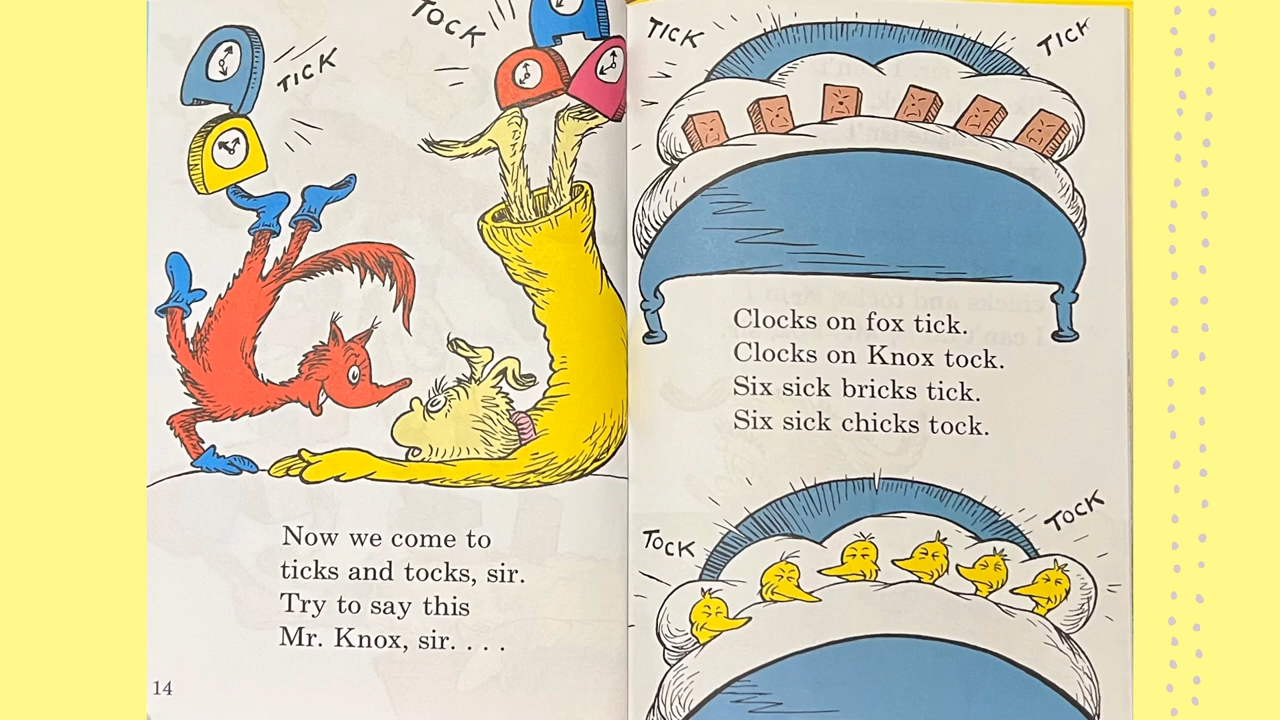 TICK
TOCK
Now we come to
ticks and tocks, sir.
Try to say this
Mr. Knox, sir. . . .
14
TICK
TICK
Clocks on fox tick.
Clocks on Knox tock.
Six sick bricks tick.
Six sick chicks tock.
TOCK
TOCK